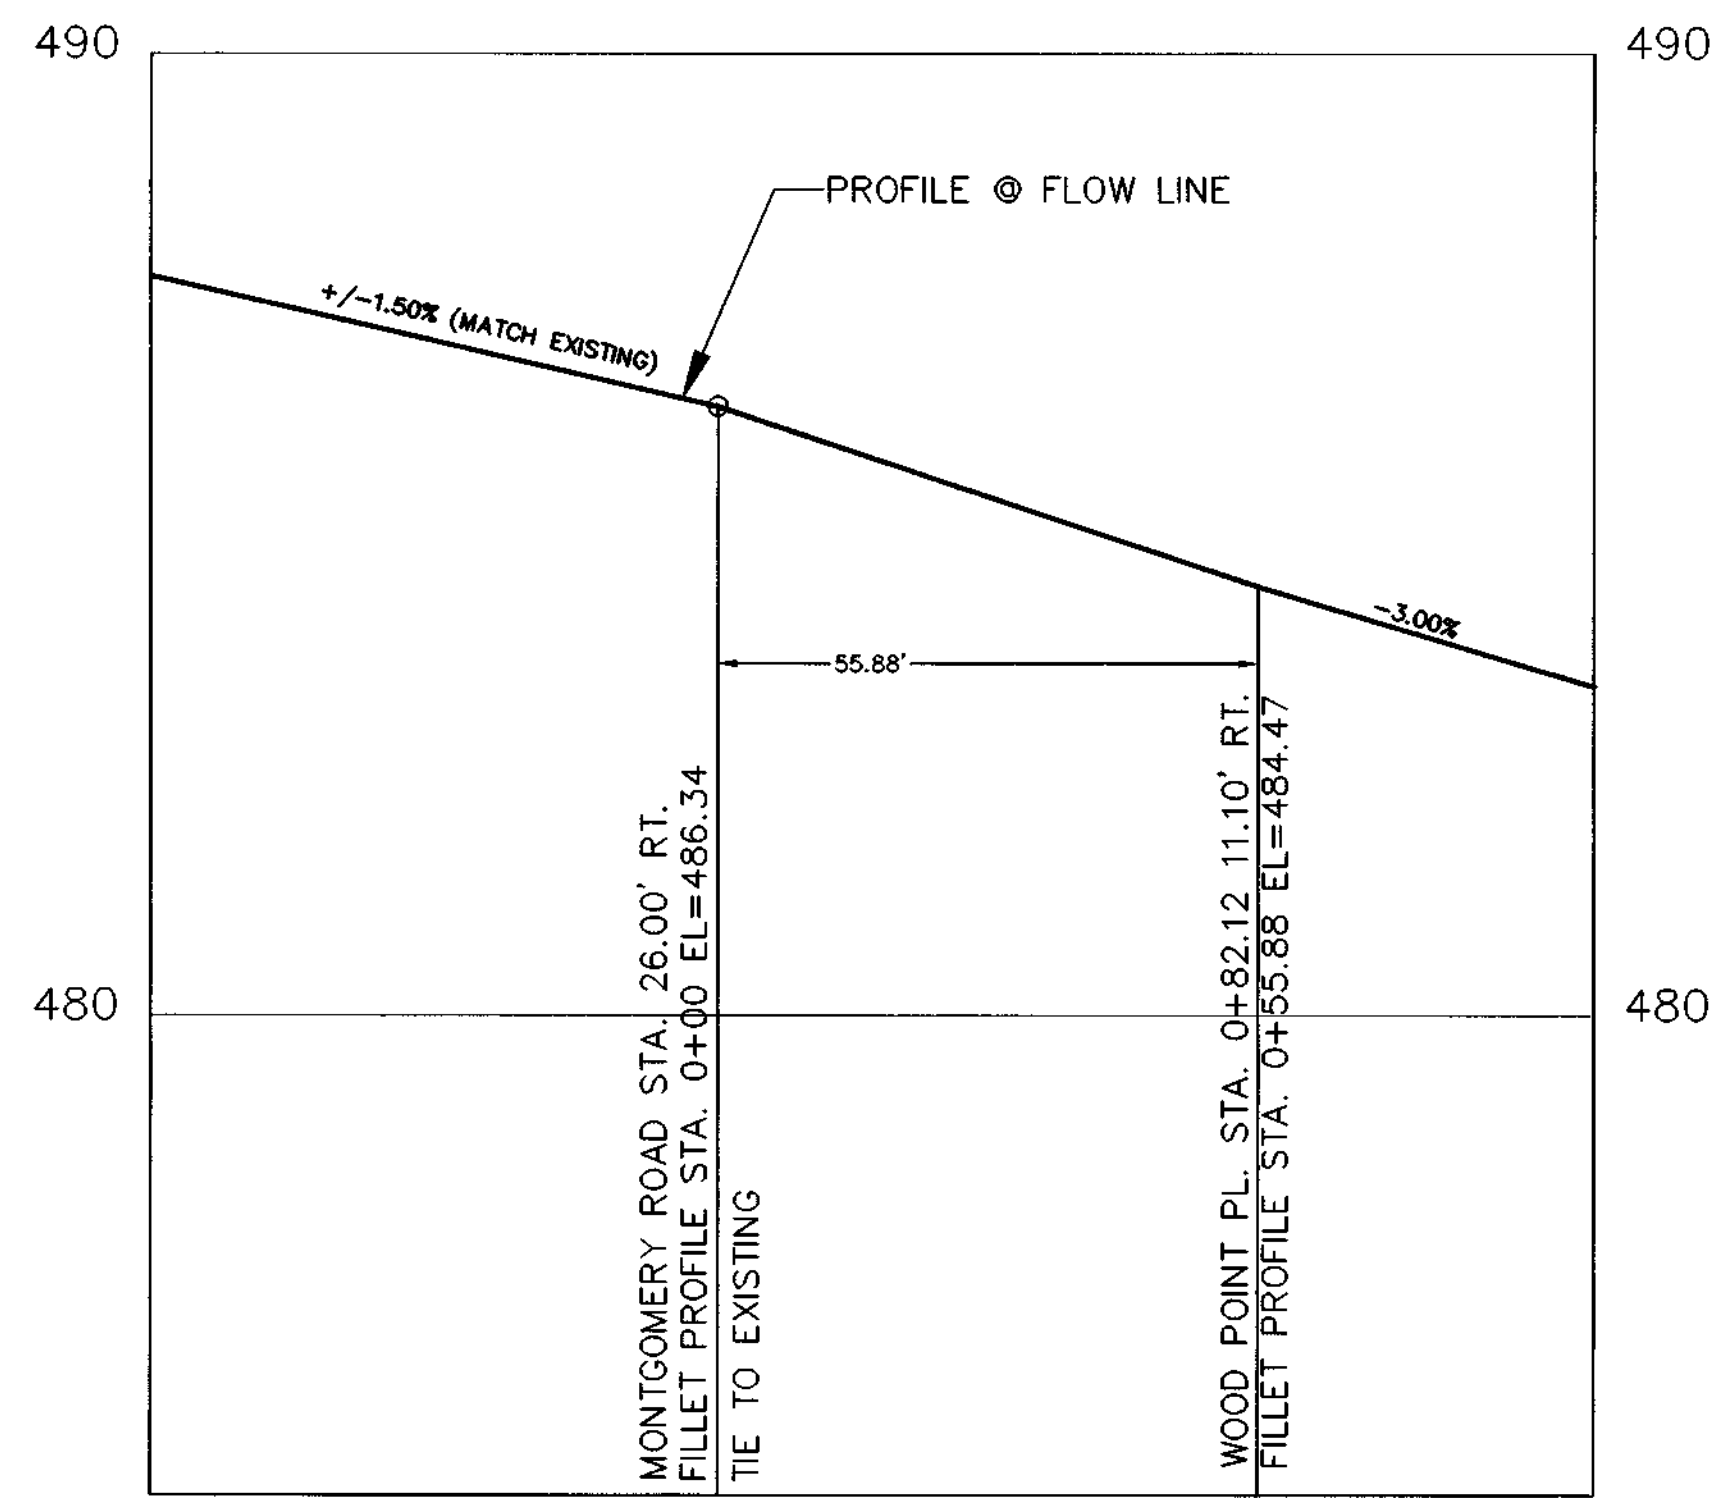 490
490
PROFILE @ FLOW LINE
+/-1.50% (MATCH EXISTING)
-3.00%
55.88'
480
480
MONTGOMERY ROAD STA. 26.00' RT.
FILLET PROFILE STA. 0+00 EL=486.34
TIE TO EXISTING
WOOD POINT PL. STA. 0+82.12 11.10' RT.
FILLET PROFILE STA. 0+55.88 EL=484.47